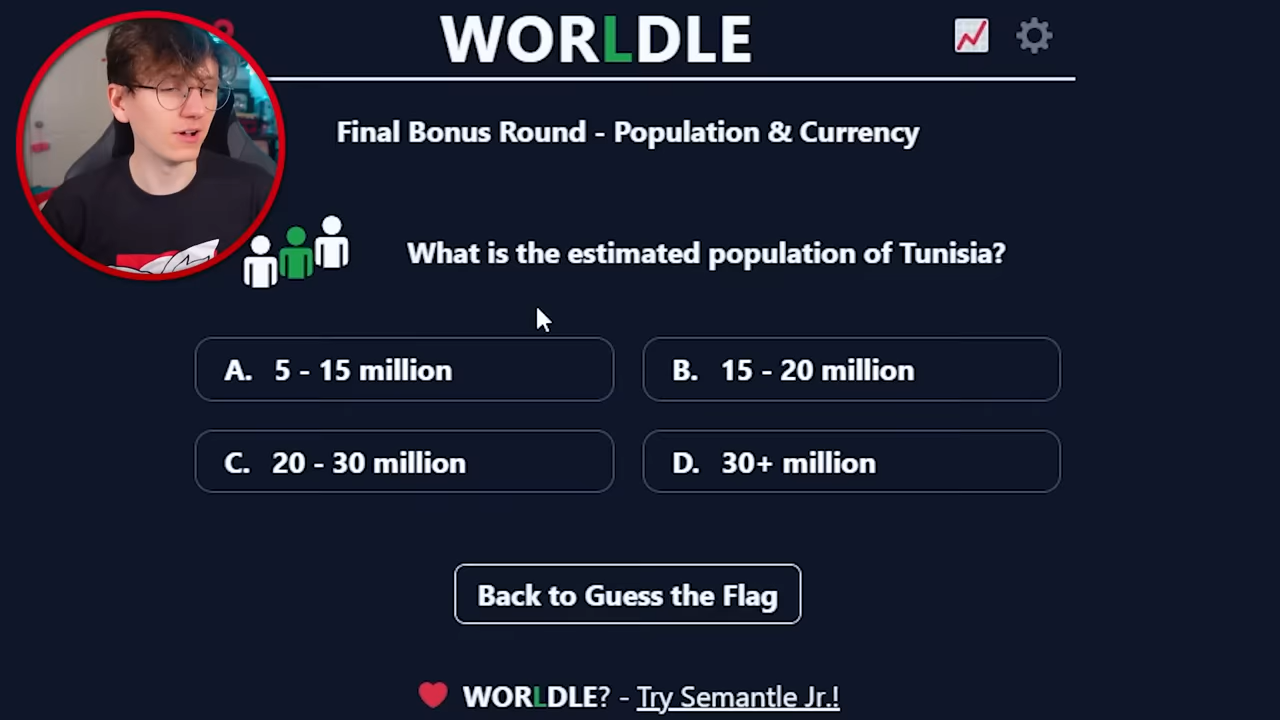 WORLDLE
Final Bonus Round - Population & Currency
What is the estimated population of Tunisia?
A. 5 - 15 million
B. 15 - 20 million
C. 20 - 30 million
D. 30+ million
Back to Guess the Flag
WORLDLE? - Try Semantle Jr.!